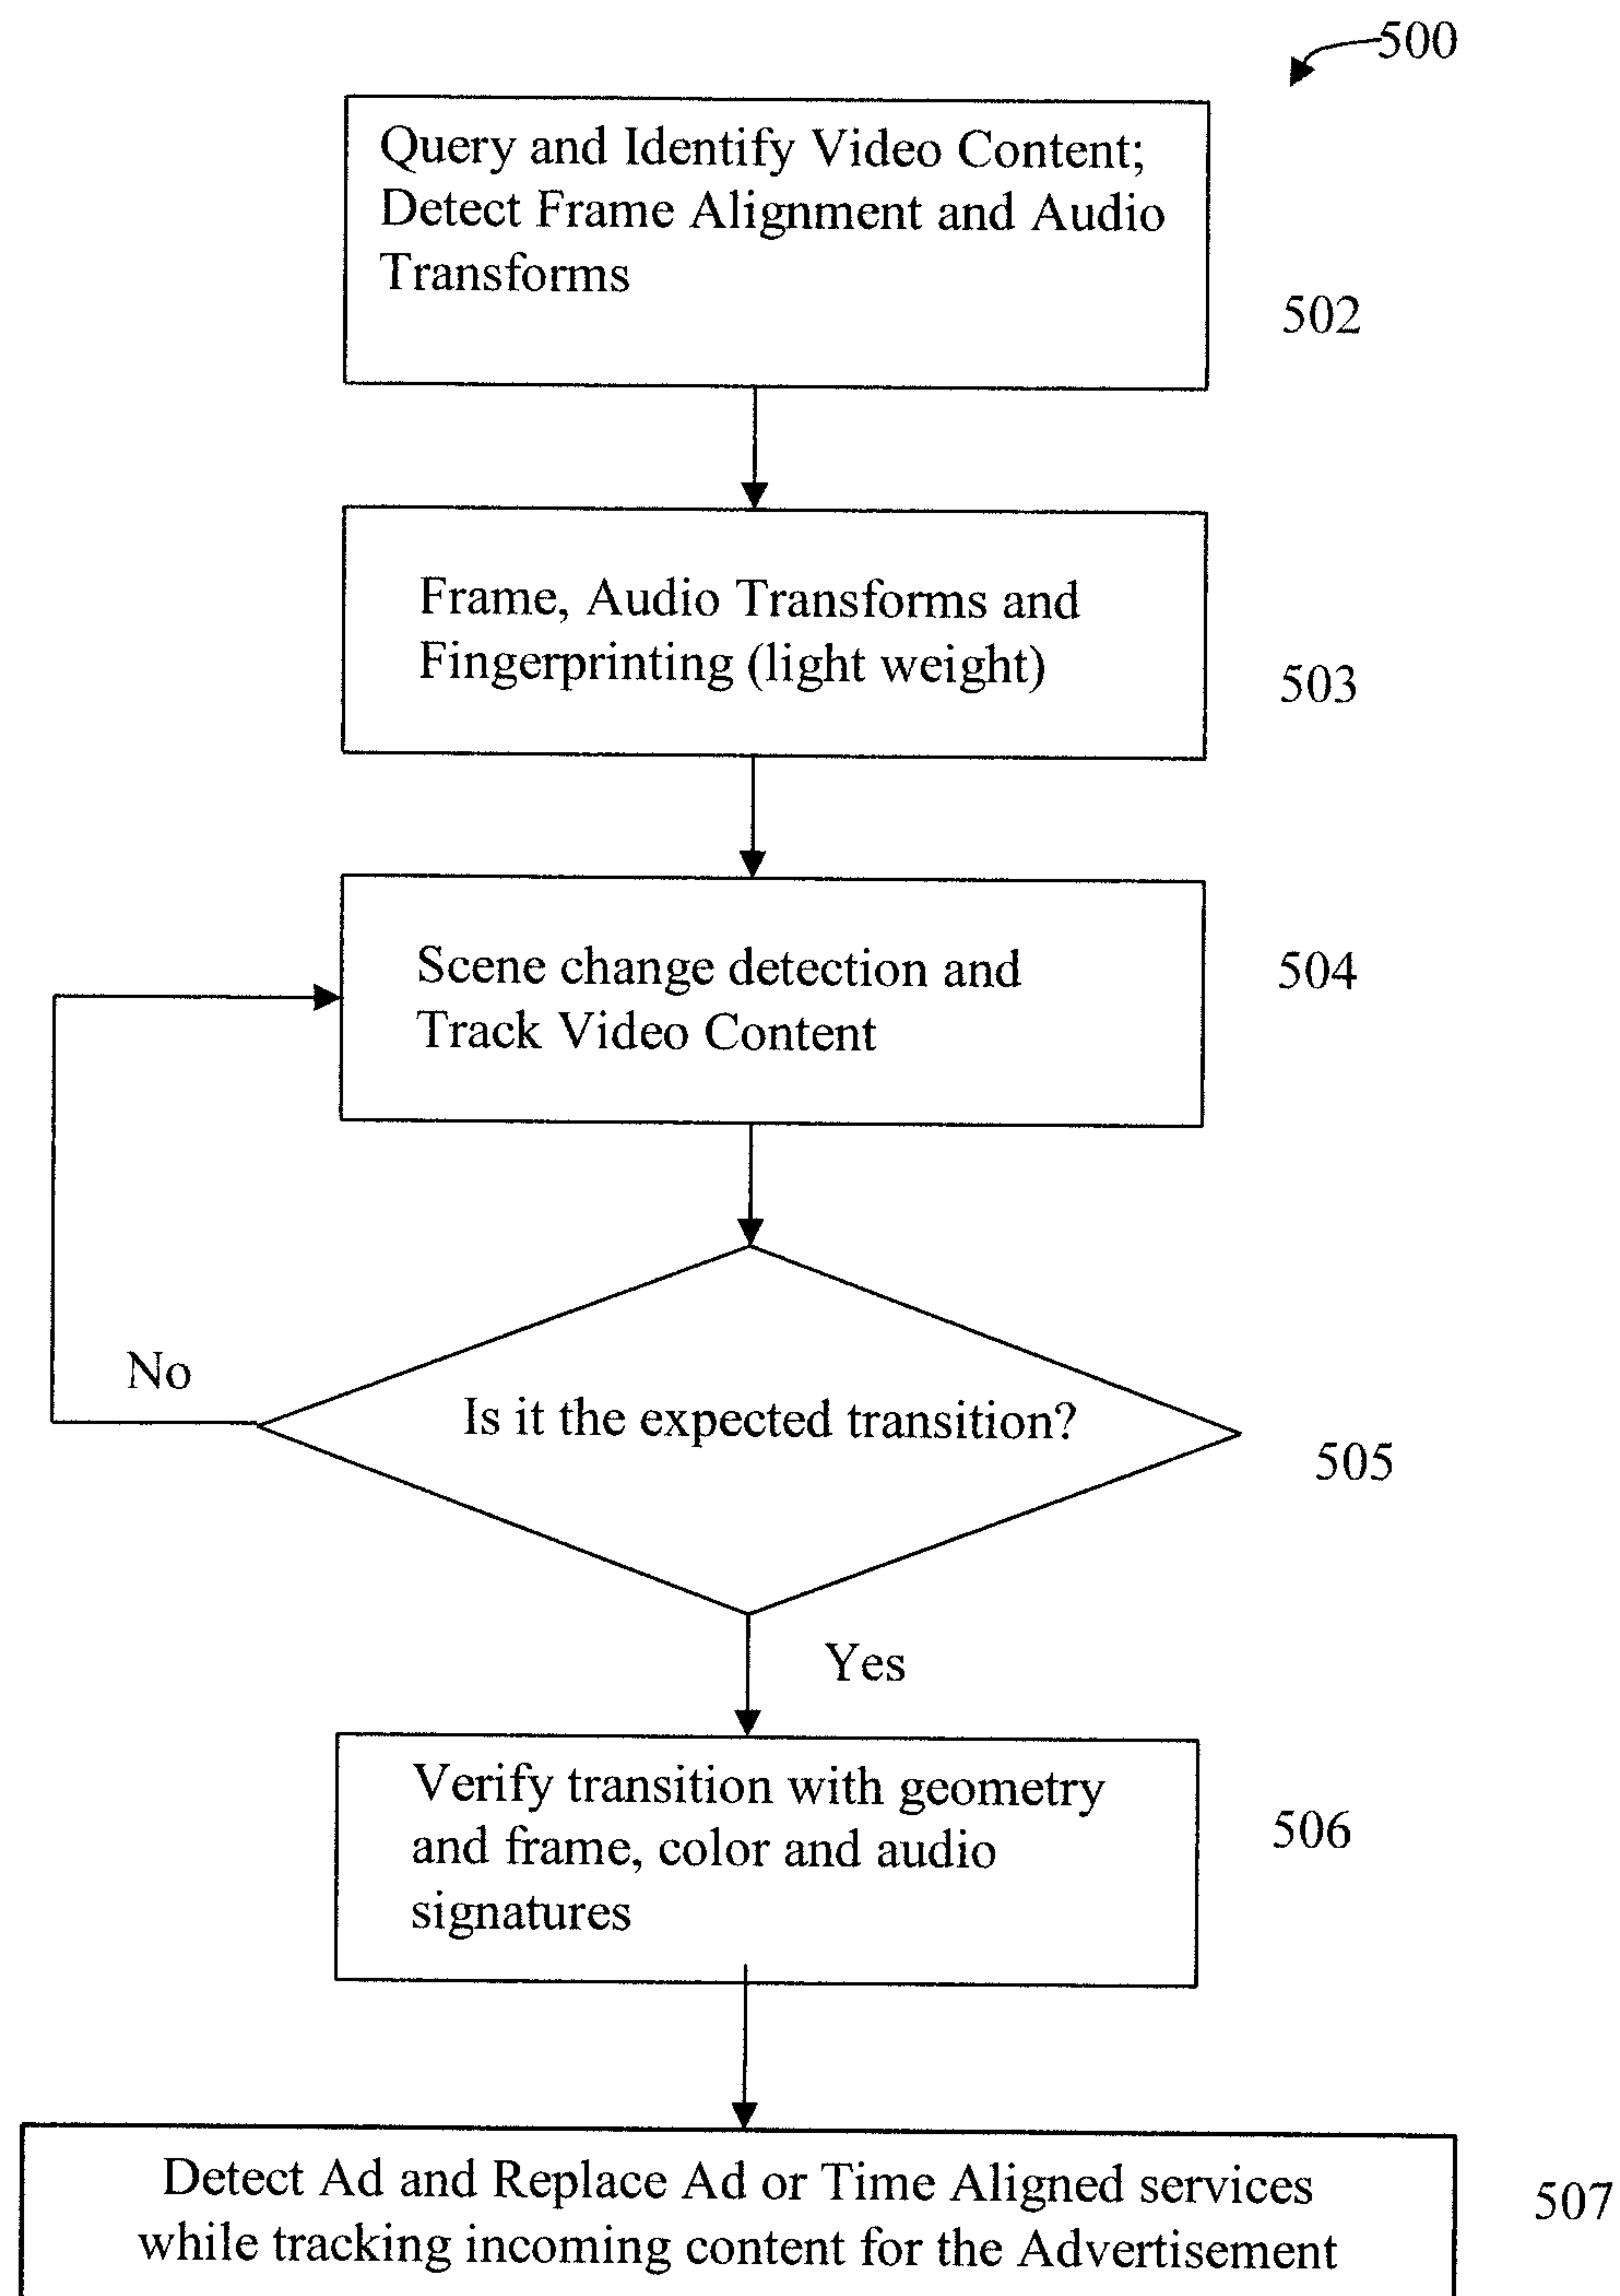 500
Query and Identify Video Content;
Detect Frame Alignment and Audio
Transforms
502
Frame, Audio Transforms and
Fingerprinting (light weight)
503
Scene change detection and
Track Video Content
504
No
Is it the expected transition?
505
Yes
Verify transition with geometry
and frame, color and audio
signatures
506
Detect Ad and Replace Ad or Time Aligned services
while tracking incoming content for the Advertisement
507